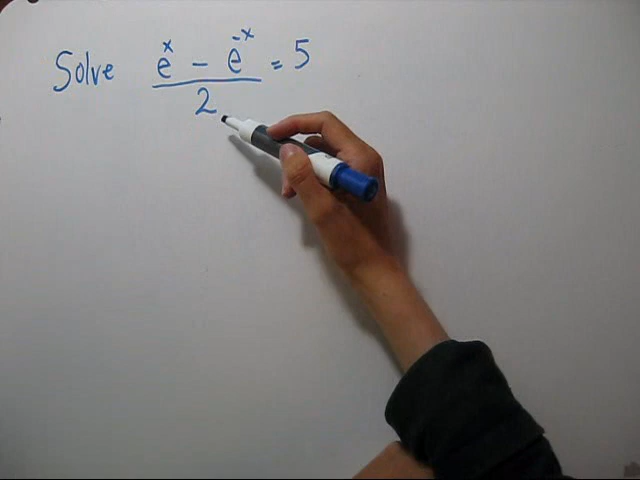 Solve (e^x - e^-x)/2 = 5